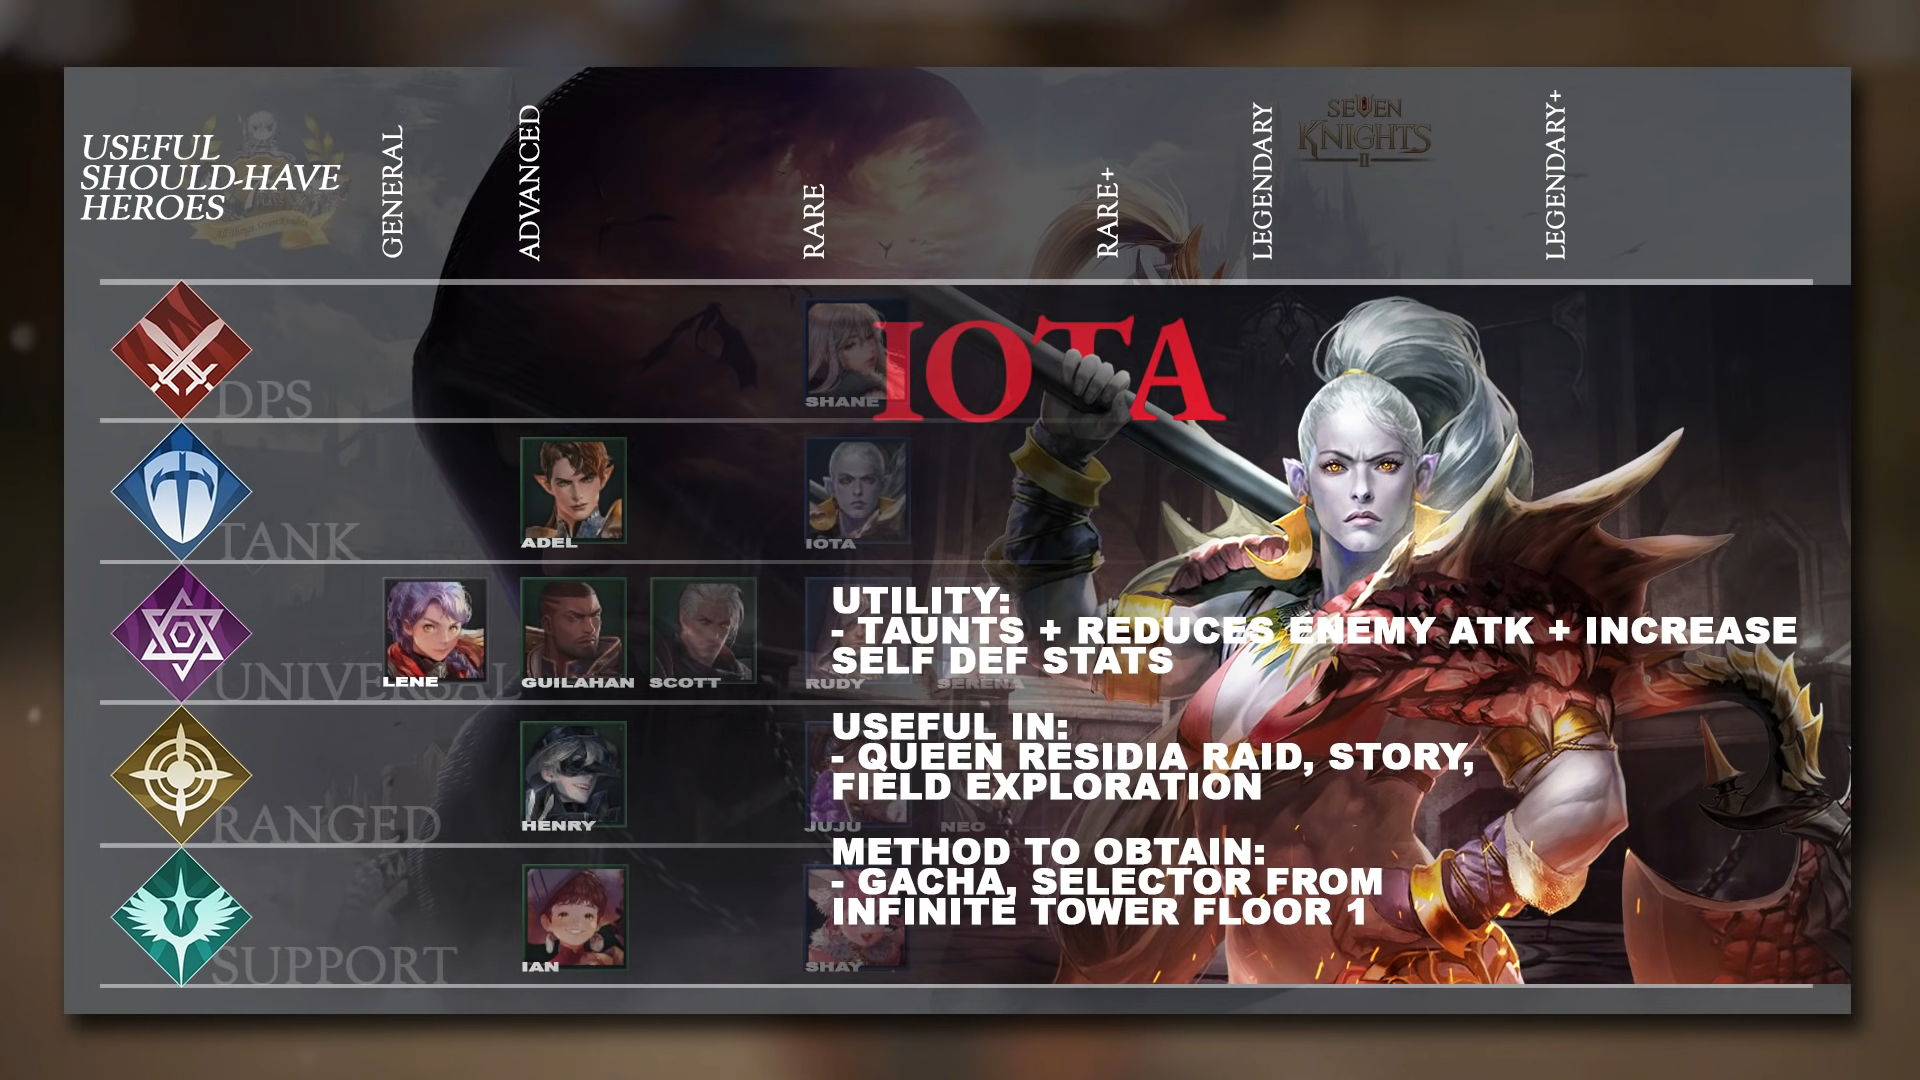 USEFUL
SHOULD-HAVE
HEROES
GENERAL
ADVANCED
RARE
RARE+
LEGENDARY
SEVEN
KNIGHTS
II
LEGENDARY+
DPS
SHANE
IOTA
TANK
ADEL
IOTA
UNIVERSAL
LENE
GUILAHAN
SCOTT
RUDY
SERENA
RANGED
HENRY
JUJU
NEO
SUPPORT
IAN
SHAY
UTILITY:
- TAUNTS + REDUCES ENEMY ATK + INCREASE
SELF DEF STATS
USEFUL IN:
- QUEEN RESIDIA RAID, STORY,
FIELD EXPLORATION
METHOD TO OBTAIN:
- GACHA, SELECTOR FROM
INFINITE TOWER FLOOR 1